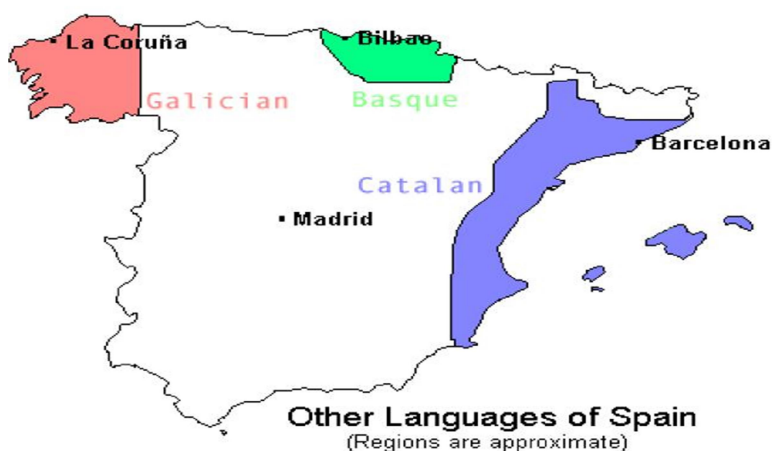 La Coruña
Bilbao
Galician
Basque
Barcelona
Catalan
Madrid
Other Languages of Spain
(Regions are approximate)